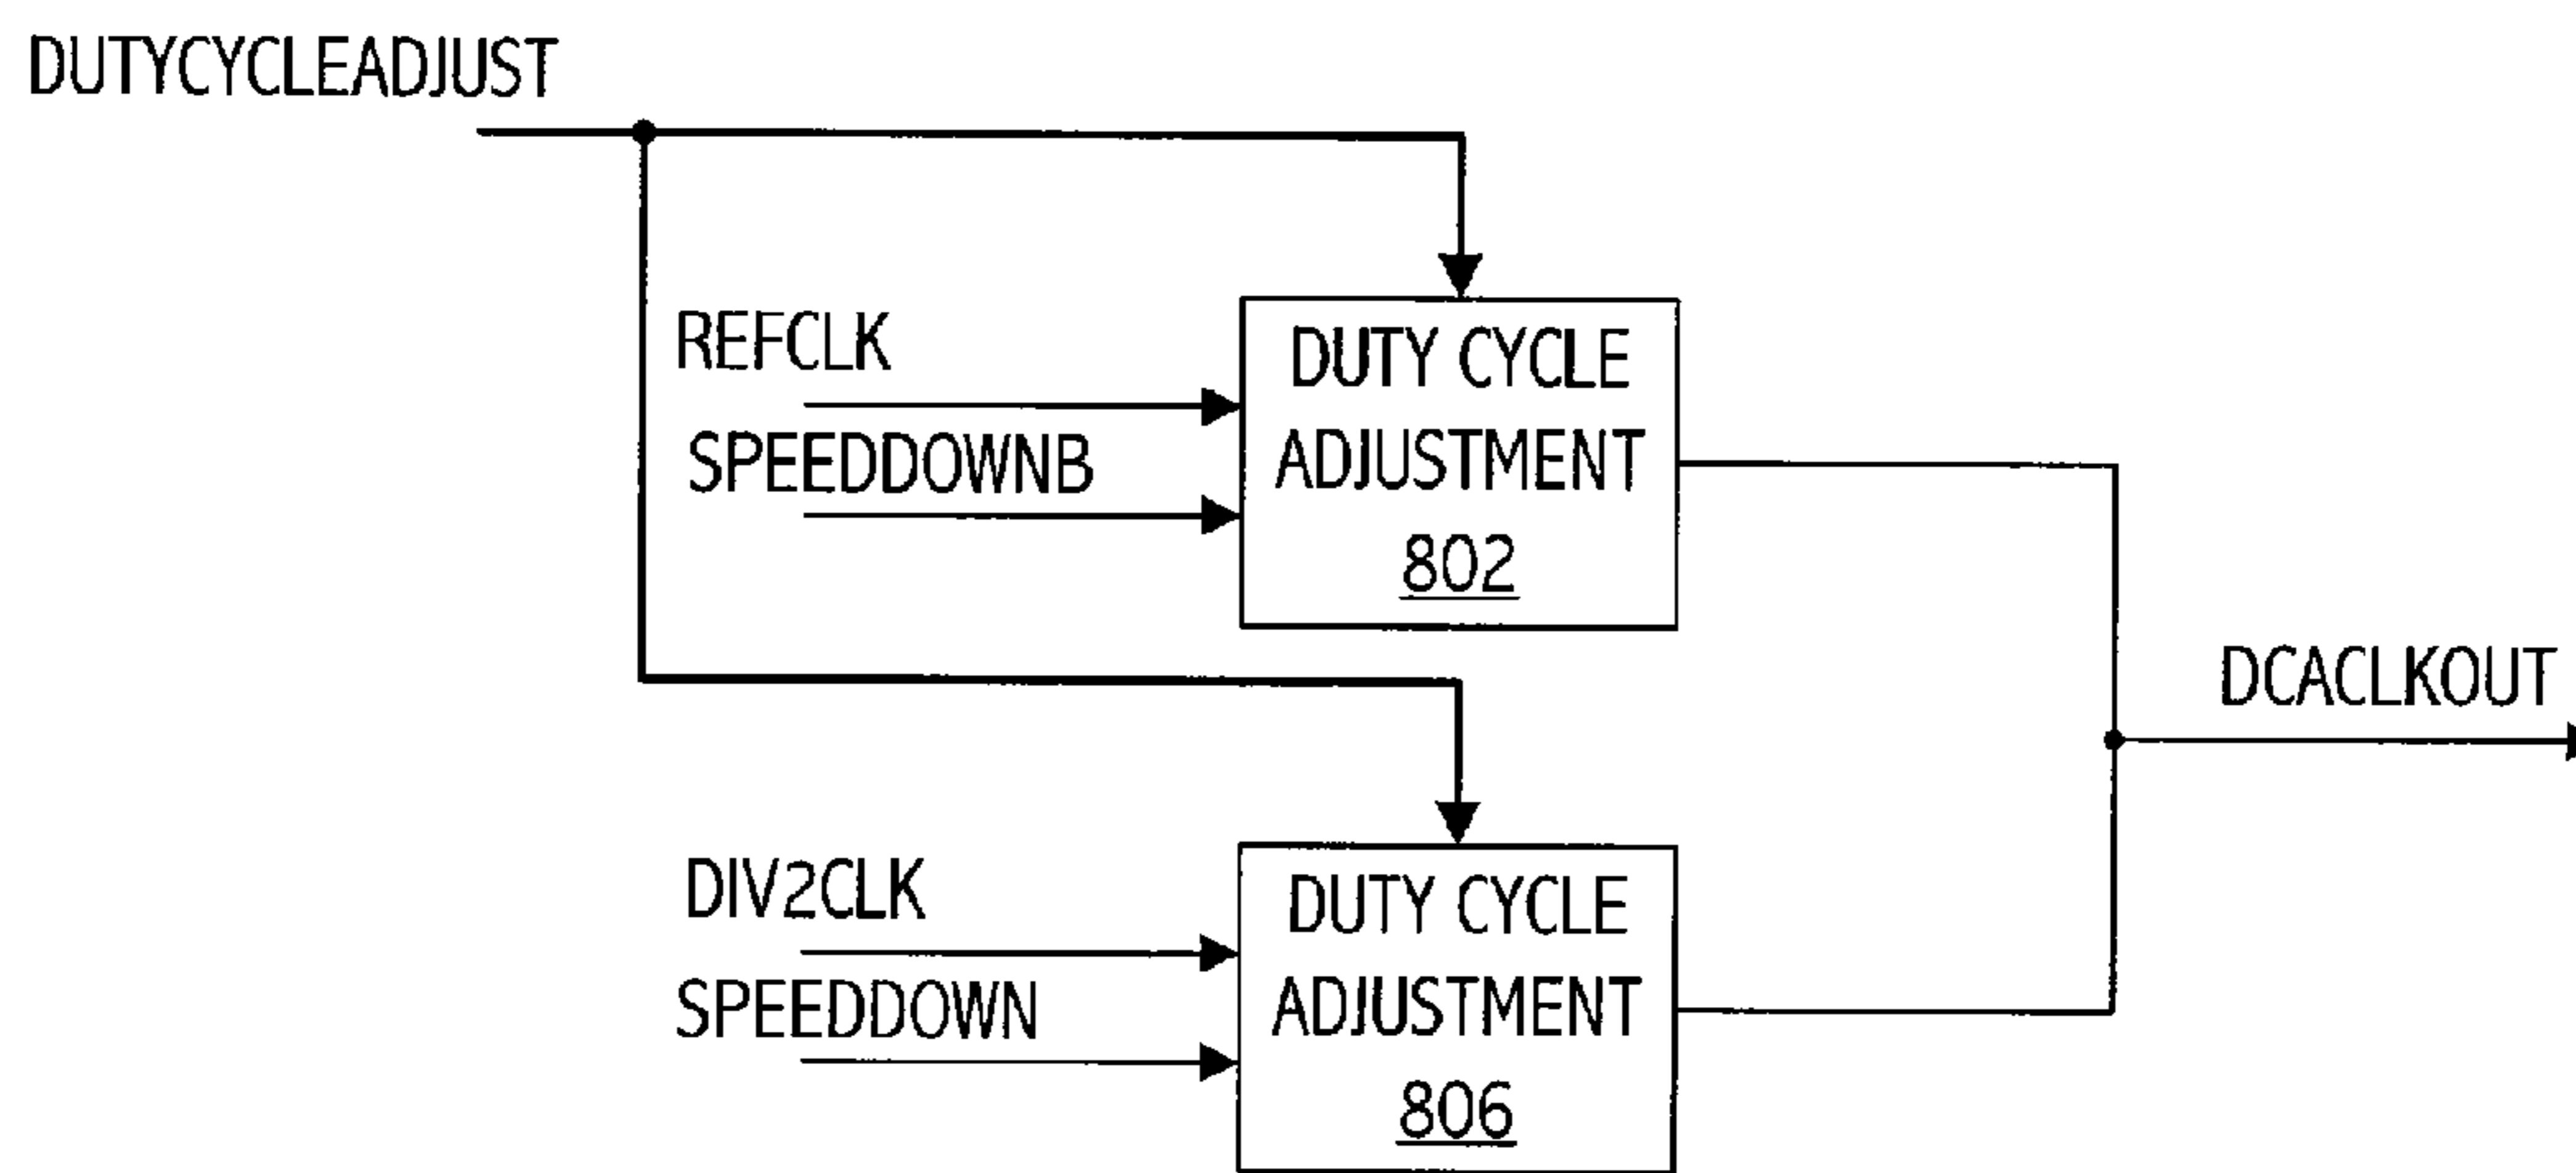 DUTYCYCLEADJUST
REFCLK
SPEEDDOWNB
DUTY CYCLE
ADJUSTMENT
802
DCACLKOUT
DIV2CLK
SPEEDDOWN
DUTY CYCLE
ADJUSTMENT
806